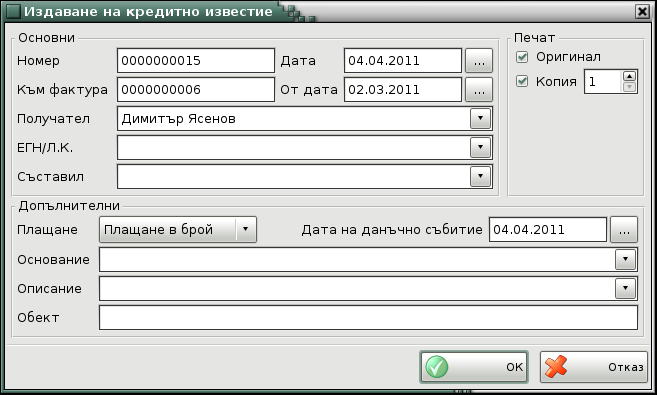 Издаване на кредитно известие
Основни
Номер 0000000015 Дата 04.04.2011 ...
Към фактура 0000000006 От дата 02.03.2011 ...
Получател Димитър Ясенов
ЕГН/Л.К.
Съставил
Печат
Оригинал
Копия 1
Допълнителни
Плащане Плащане в брой Дата на данъчно събитие 04.04.2011 ...
Основание
Описание
Обект
OK Отказ